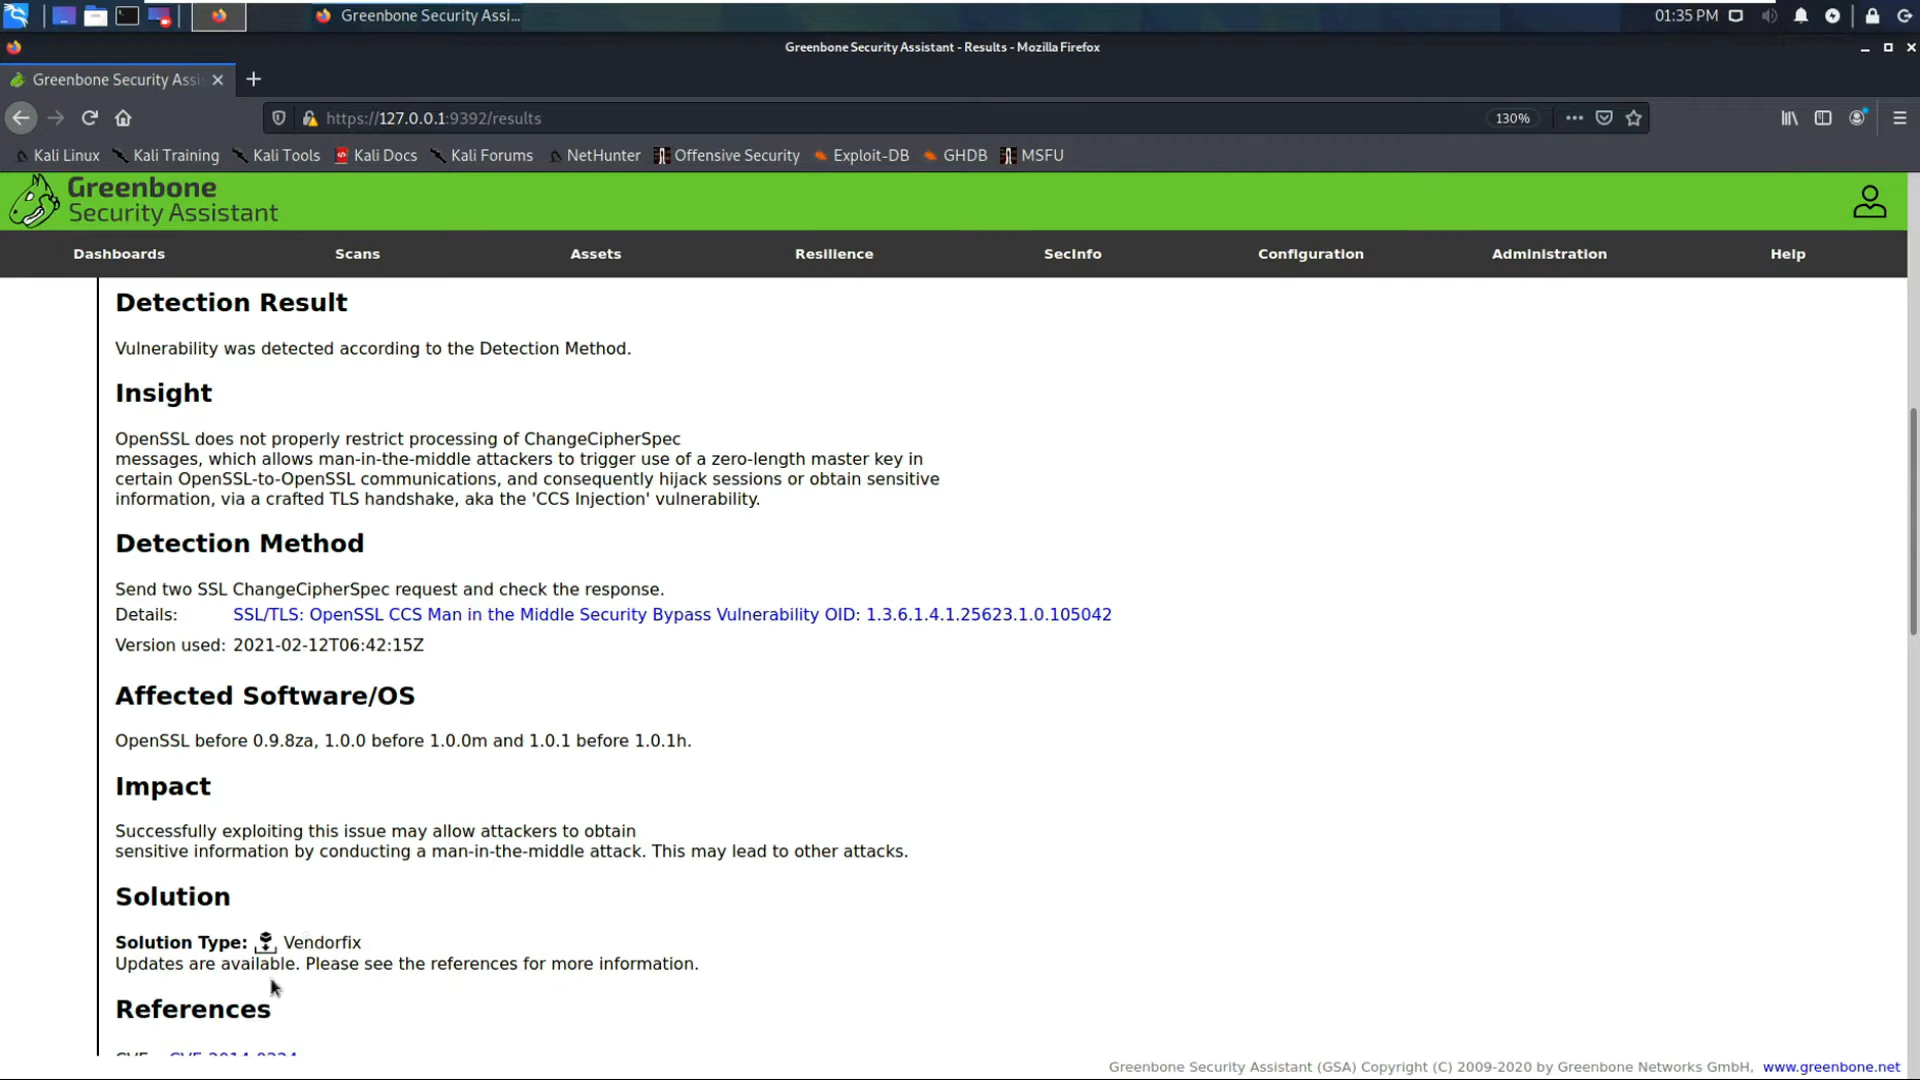 Greenbone Security Assi...
01:35 PM
Greenbone Security Assistant - Results - Mozilla Firefox
Greenbone Security Assi
https://127.0.0.1:9392/results
130%
Kali Linux
Kali Training
Kali Tools
Kali Docs
Kali Forums
NetHunter
Offensive Security
Exploit-DB
GHDB
MSFU
Greenbone
Security Assistant
Dashboards
Scans
Assets
Resilience
SecInfo
Configuration
Administration
Help
Detection Result
Vulnerability was detected according to the Detection Method.
Insight
OpenSSL does not properly restrict processing of ChangeCipherSpec
messages, which allows man-in-the-middle attackers to trigger use of a zero-length master key in
certain OpenSSL-to-OpenSSL communications, and consequently hijack sessions or obtain sensitive
information, via a crafted TLS handshake, aka the 'CCS Injection' vulnerability.
Detection Method
Send two SSL ChangeCipherSpec request and check the response.
Details: SSL/TLS: OpenSSL CCS Man in the Middle Security Bypass Vulnerability OID: 1.3.6.1.4.1.25623.1.0.105042
Version used: 2021-02-12T06:42:15Z
Affected Software/OS
OpenSSL before 0.9.8za, 1.0.0 before 1.0.0m and 1.0.1 before 1.0.1h.
Impact
Successfully exploiting this issue may allow attackers to obtain
sensitive information by conducting a man-in-the-middle attack. This may lead to other attacks.
Solution
Solution Type: Vendorfix
Updates are available. Please see the references for more information.
References
Greenbone Security Assistant (GSA) Copyright (C) 2009-2020 by Greenbone Networks GmbH, www.greenbone.net